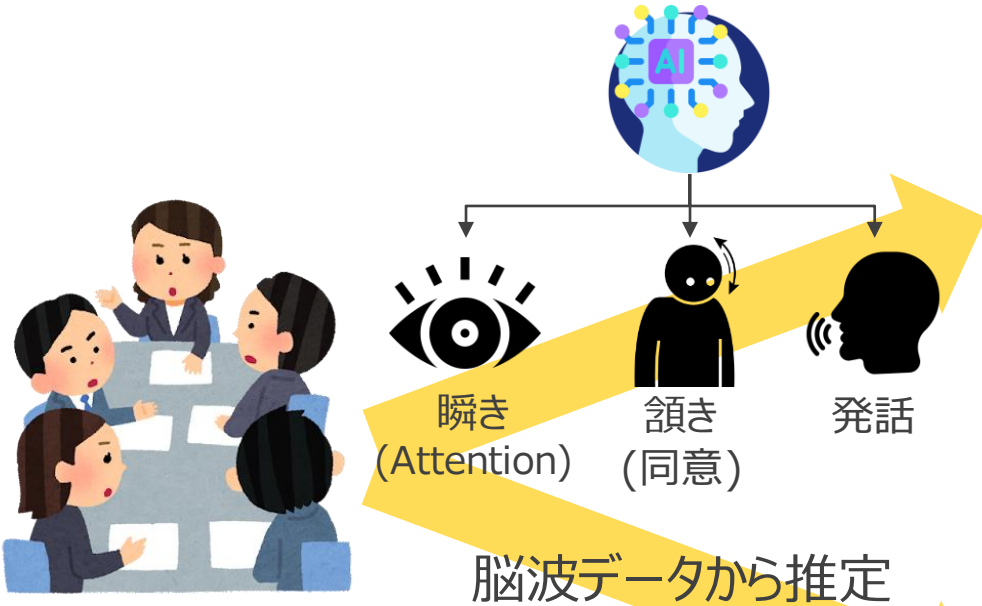 AI
瞬き
(Attention)
頷き
(同意)
発話
脳波データから推定